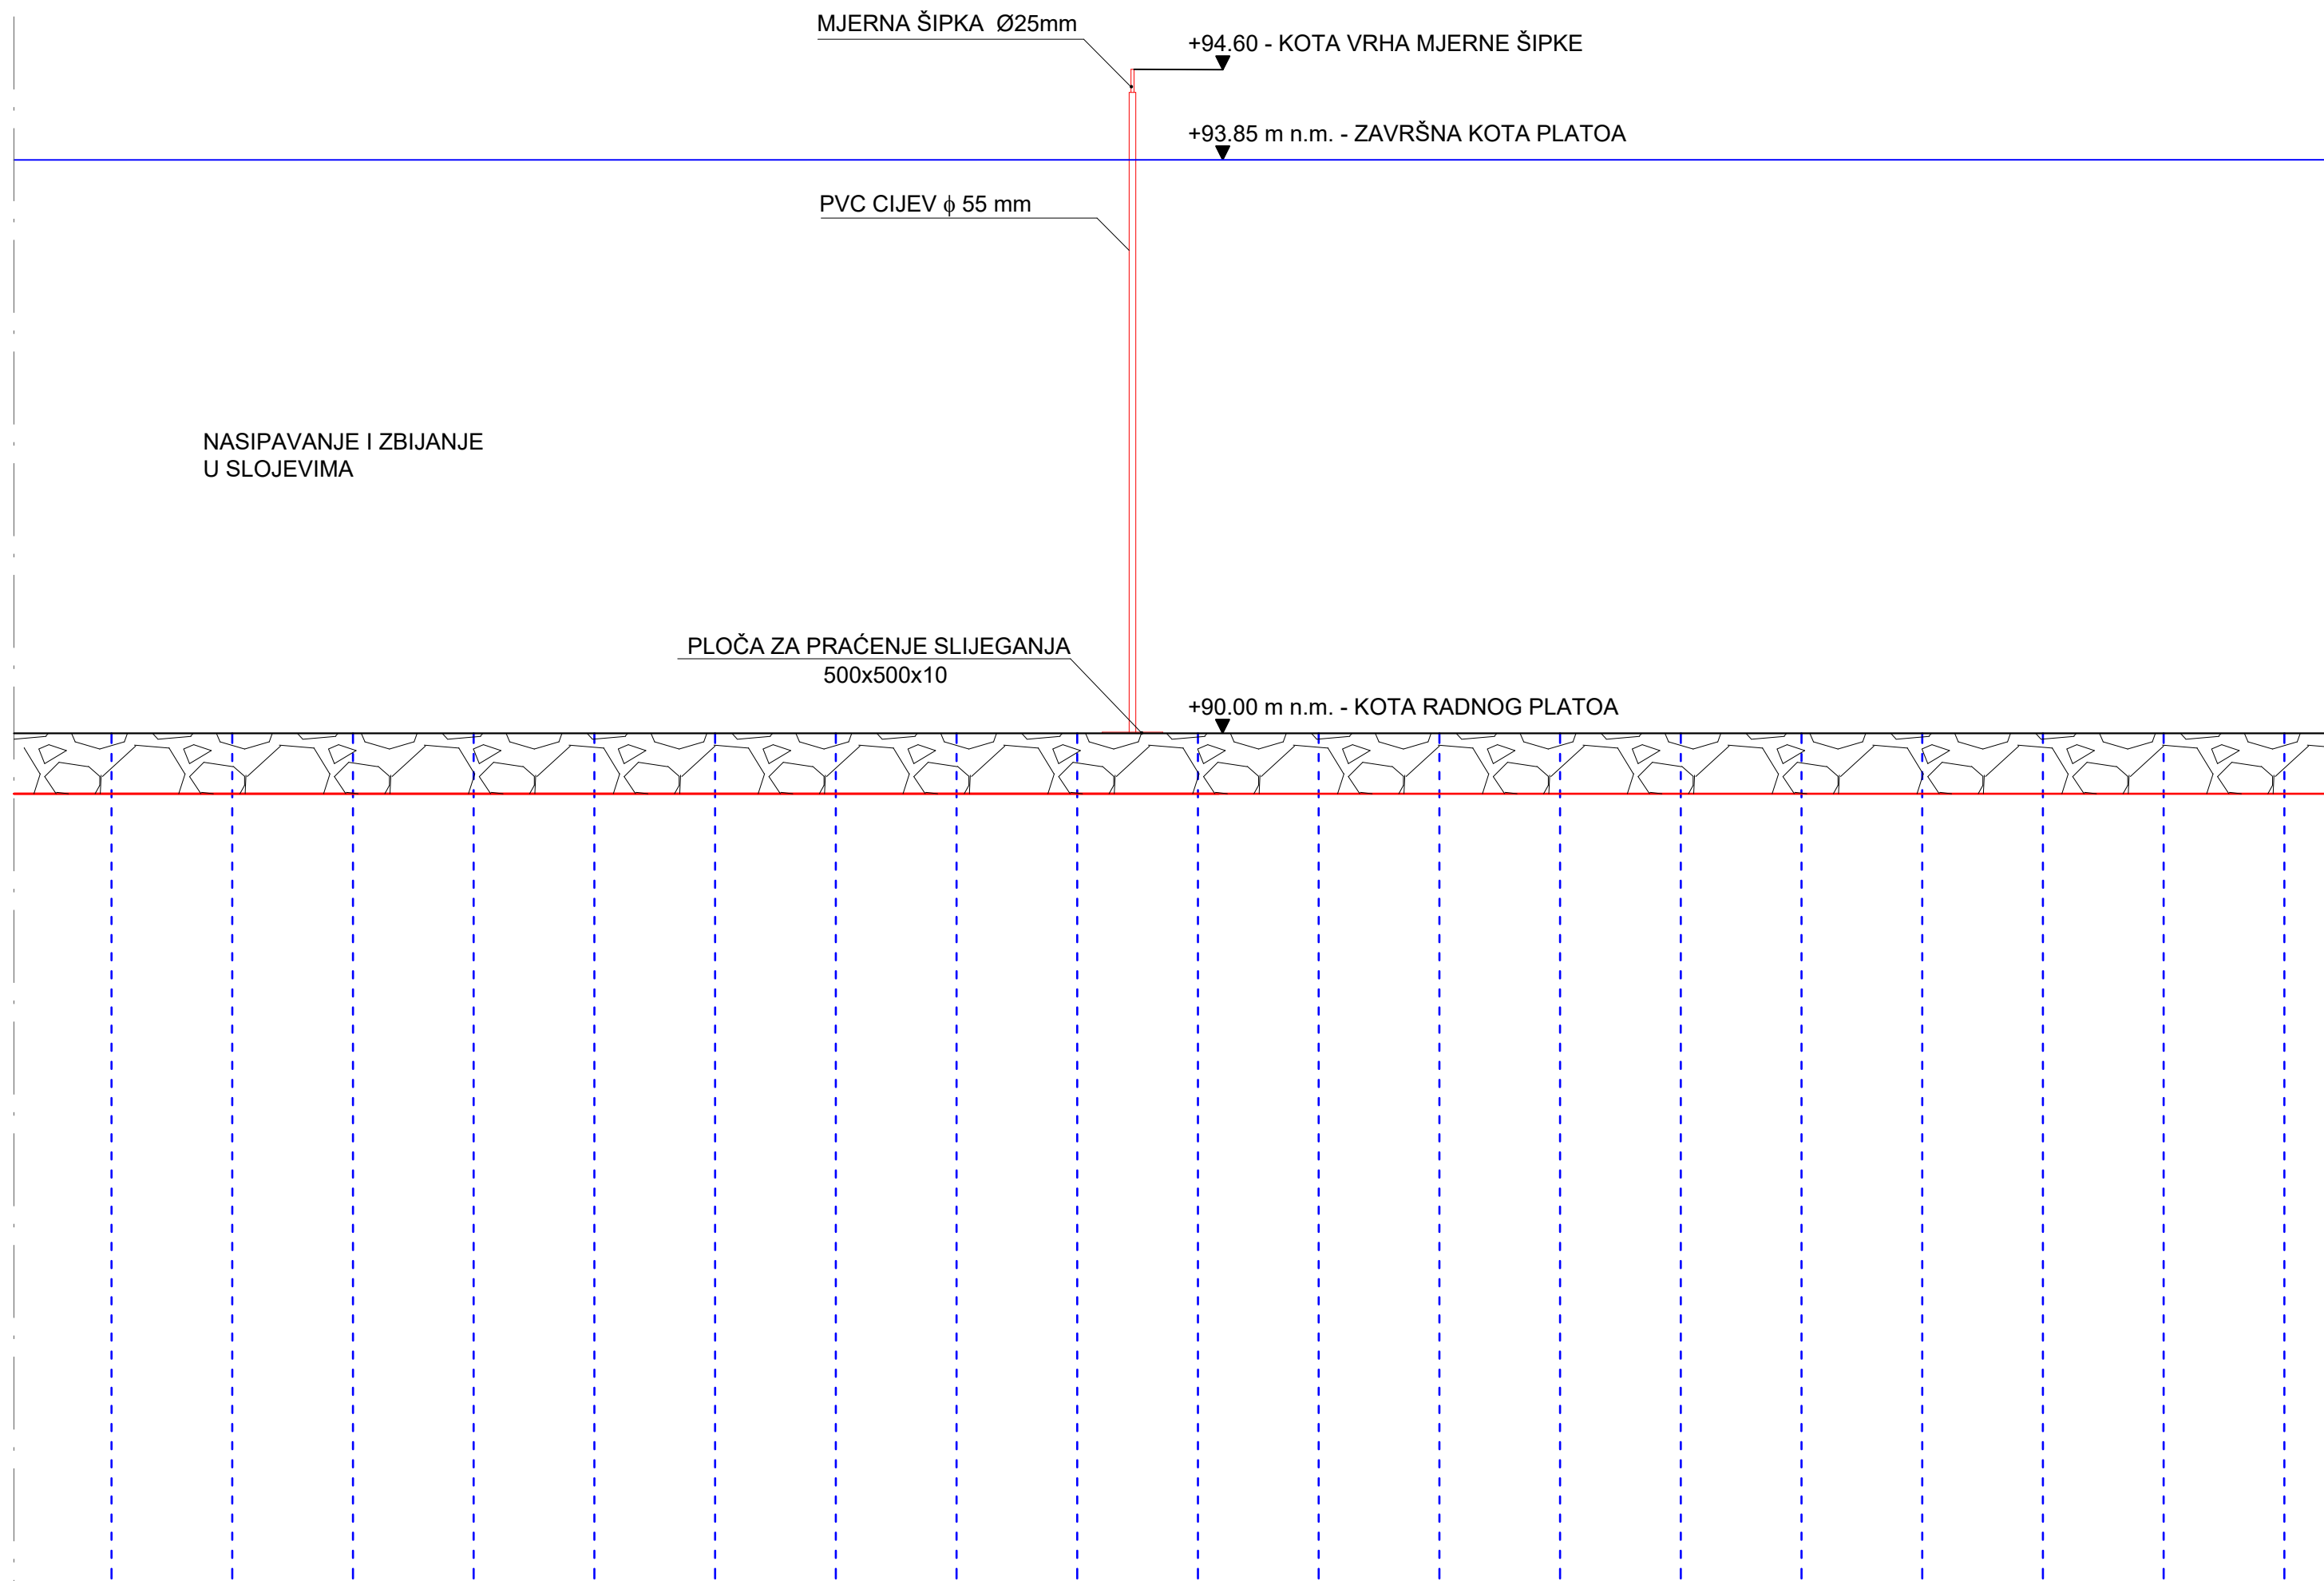 MJERNA ŠIPKA Ø25mm
+94.60 - KOTA VRHA MJERNE ŠIPKE
+93.85 m n.m. - ZAVRŠNA KOTA PLATOA
PVC CIJEV ϕ 55 mm
NASIPAVANJE I ZBIJANJE
U SLOJEVIMA
PLOČA ZA PRAĆENJE SLIJEGANJA
500x500x10
+90.00 m n.m. - KOTA RADNOG PLATOA